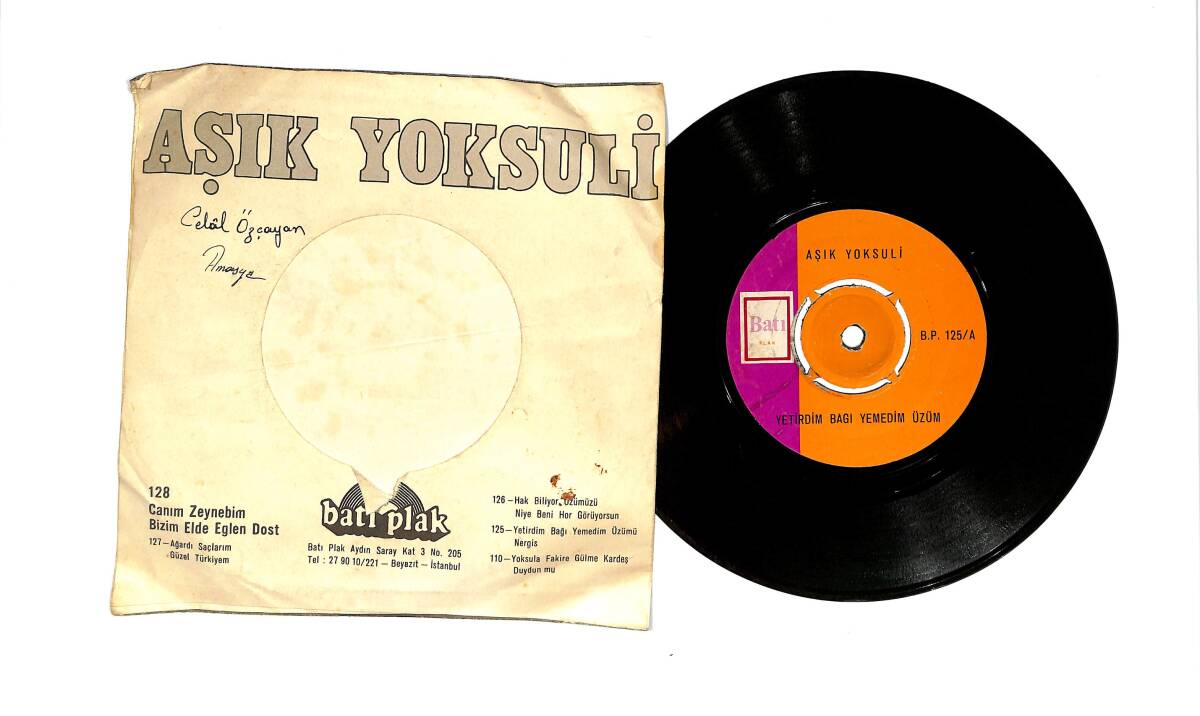 AŞIK YOKSULİ
Celâl Özçayan
Amasya
128
Canım Zeynebim
Bizim Elde Eglen Dost
127—Ağardı Saçlarım
Güzel Türkiyem
batı plak
Batı Plak Aydın Saray Kat 3 No. 205
Tel : 27 90 10/221 — Beyazıt — İstanbul
126—Hak Biliyor Özümüzü
Niye Beni Hor Görüyorsun
125—Yetirdim Bağı Yemedim Üzümü
Nergis
110—Yoksula Fakire Gülme Kardeş
Duydun mu
AŞIK YOKSULİ
Batı
PLAK
B.P. 125/A
YETİRDİM BAGI YEMEDİM ÜZÜM